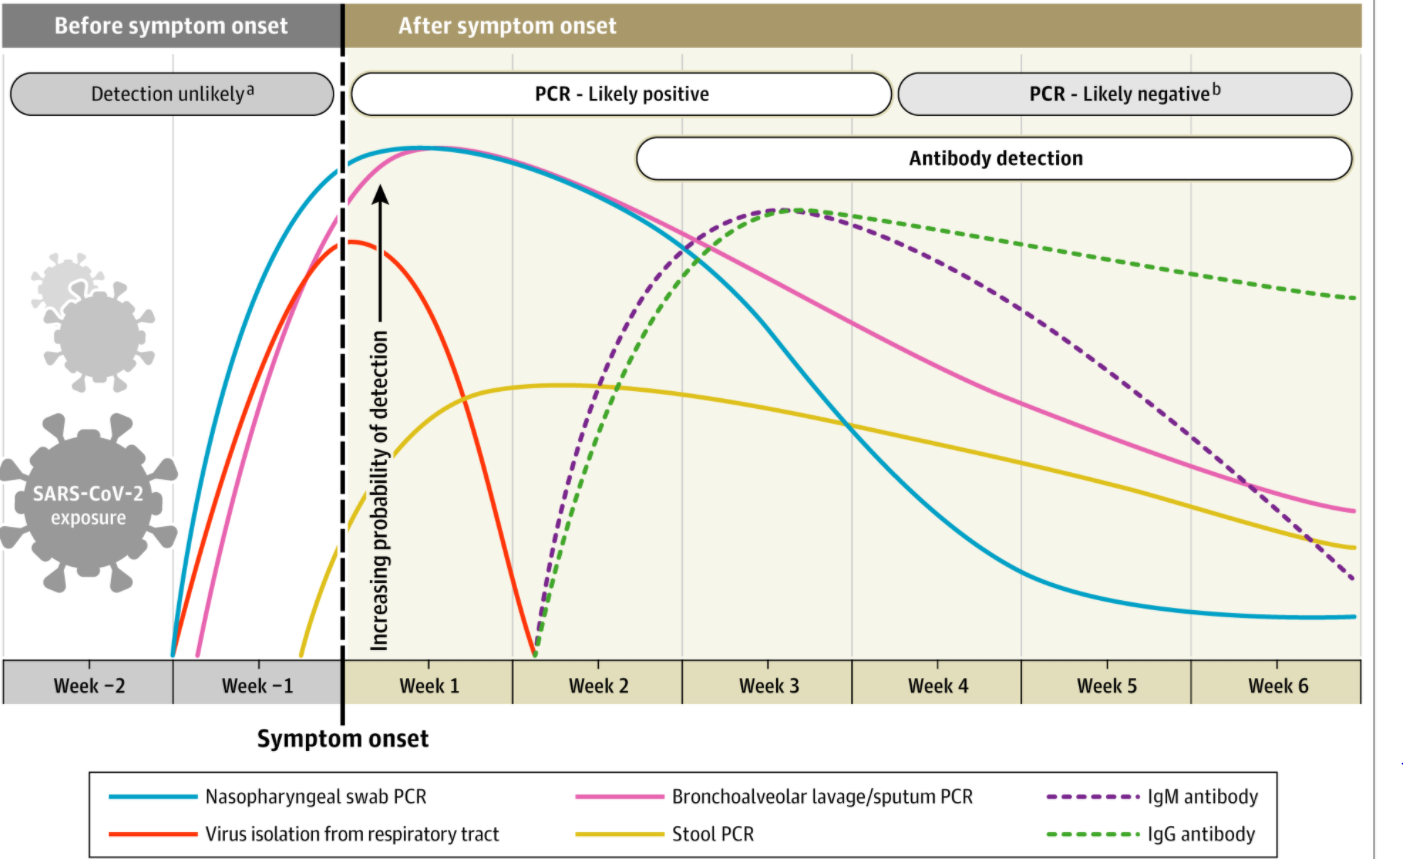 Before symptom onset
After symptom onset
Detection unlikelyᵃ
PCR - Likely positive
PCR - Likely negativeᵇ
Antibody detection
SARS-CoV-2
exposure
Increasing probability of detection
Week −2
Week −1
Week 1
Week 2
Week 3
Week 4
Week 5
Week 6
Symptom onset
Nasopharyngeal swab PCR
Bronchoalveolar lavage/sputum PCR
IgM antibody
Virus isolation from respiratory tract
Stool PCR
IgG antibody